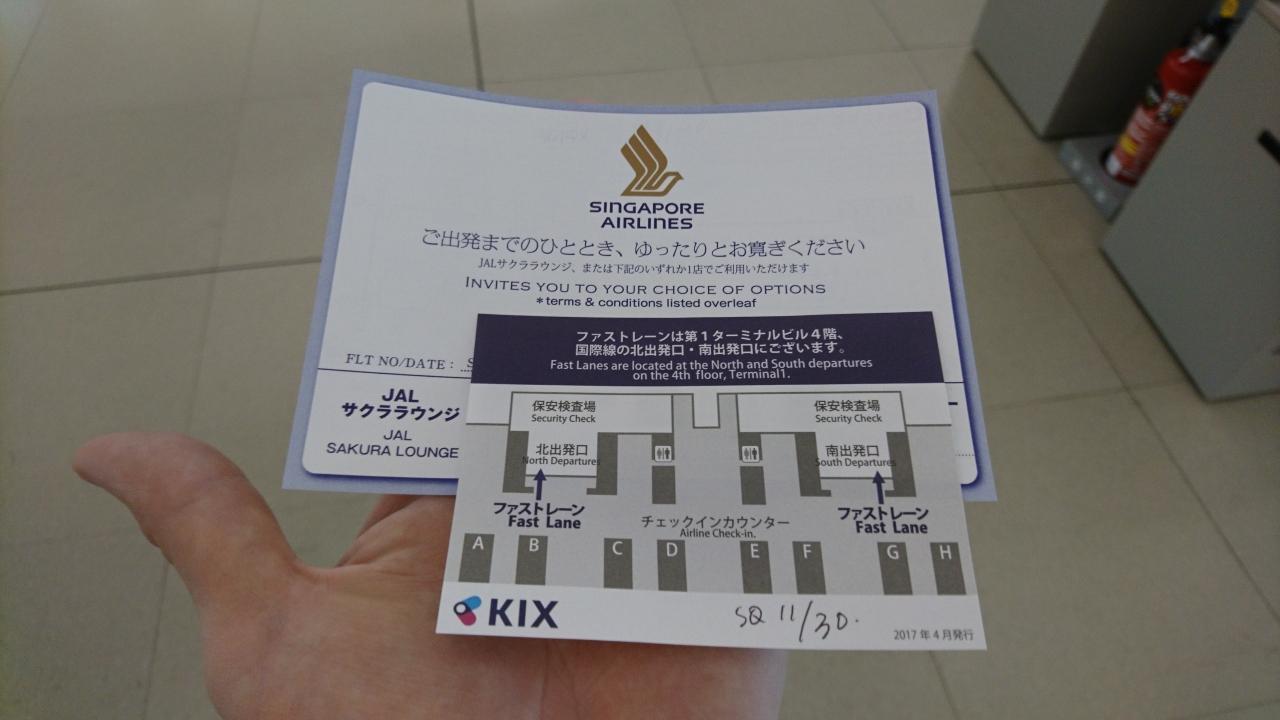 SINGAPORE
AIRLINES
ご出発までのひととき、ゆったりとお寛ぎください
JALサクララウンジ、または下記のいずれか1店でご利用いただけます
INVITES YOU TO YOUR CHOICE OF OPTIONS
*terms & conditions listed overleaf
FLT NO/DATE :
JAL
サクララウンジ
JAL
SAKURA LOUNGE
ファストレーンは第1ターミナルビル4階、
国際線の北出発口・南出発口にございます。
Fast Lanes are located at the North and South departures
on the 4th floor, Terminal1.
保安検査場
Security Check
保安検査場
Security Check
北出発口
North Departures
南出発口
South Departures
ファストレーン
Fast Lane
チェックインカウンター
Airline Check-in.
ファストレーン
Fast Lane
A B C D E F G H
KIX
SQ 11/30.
2017年4月発行